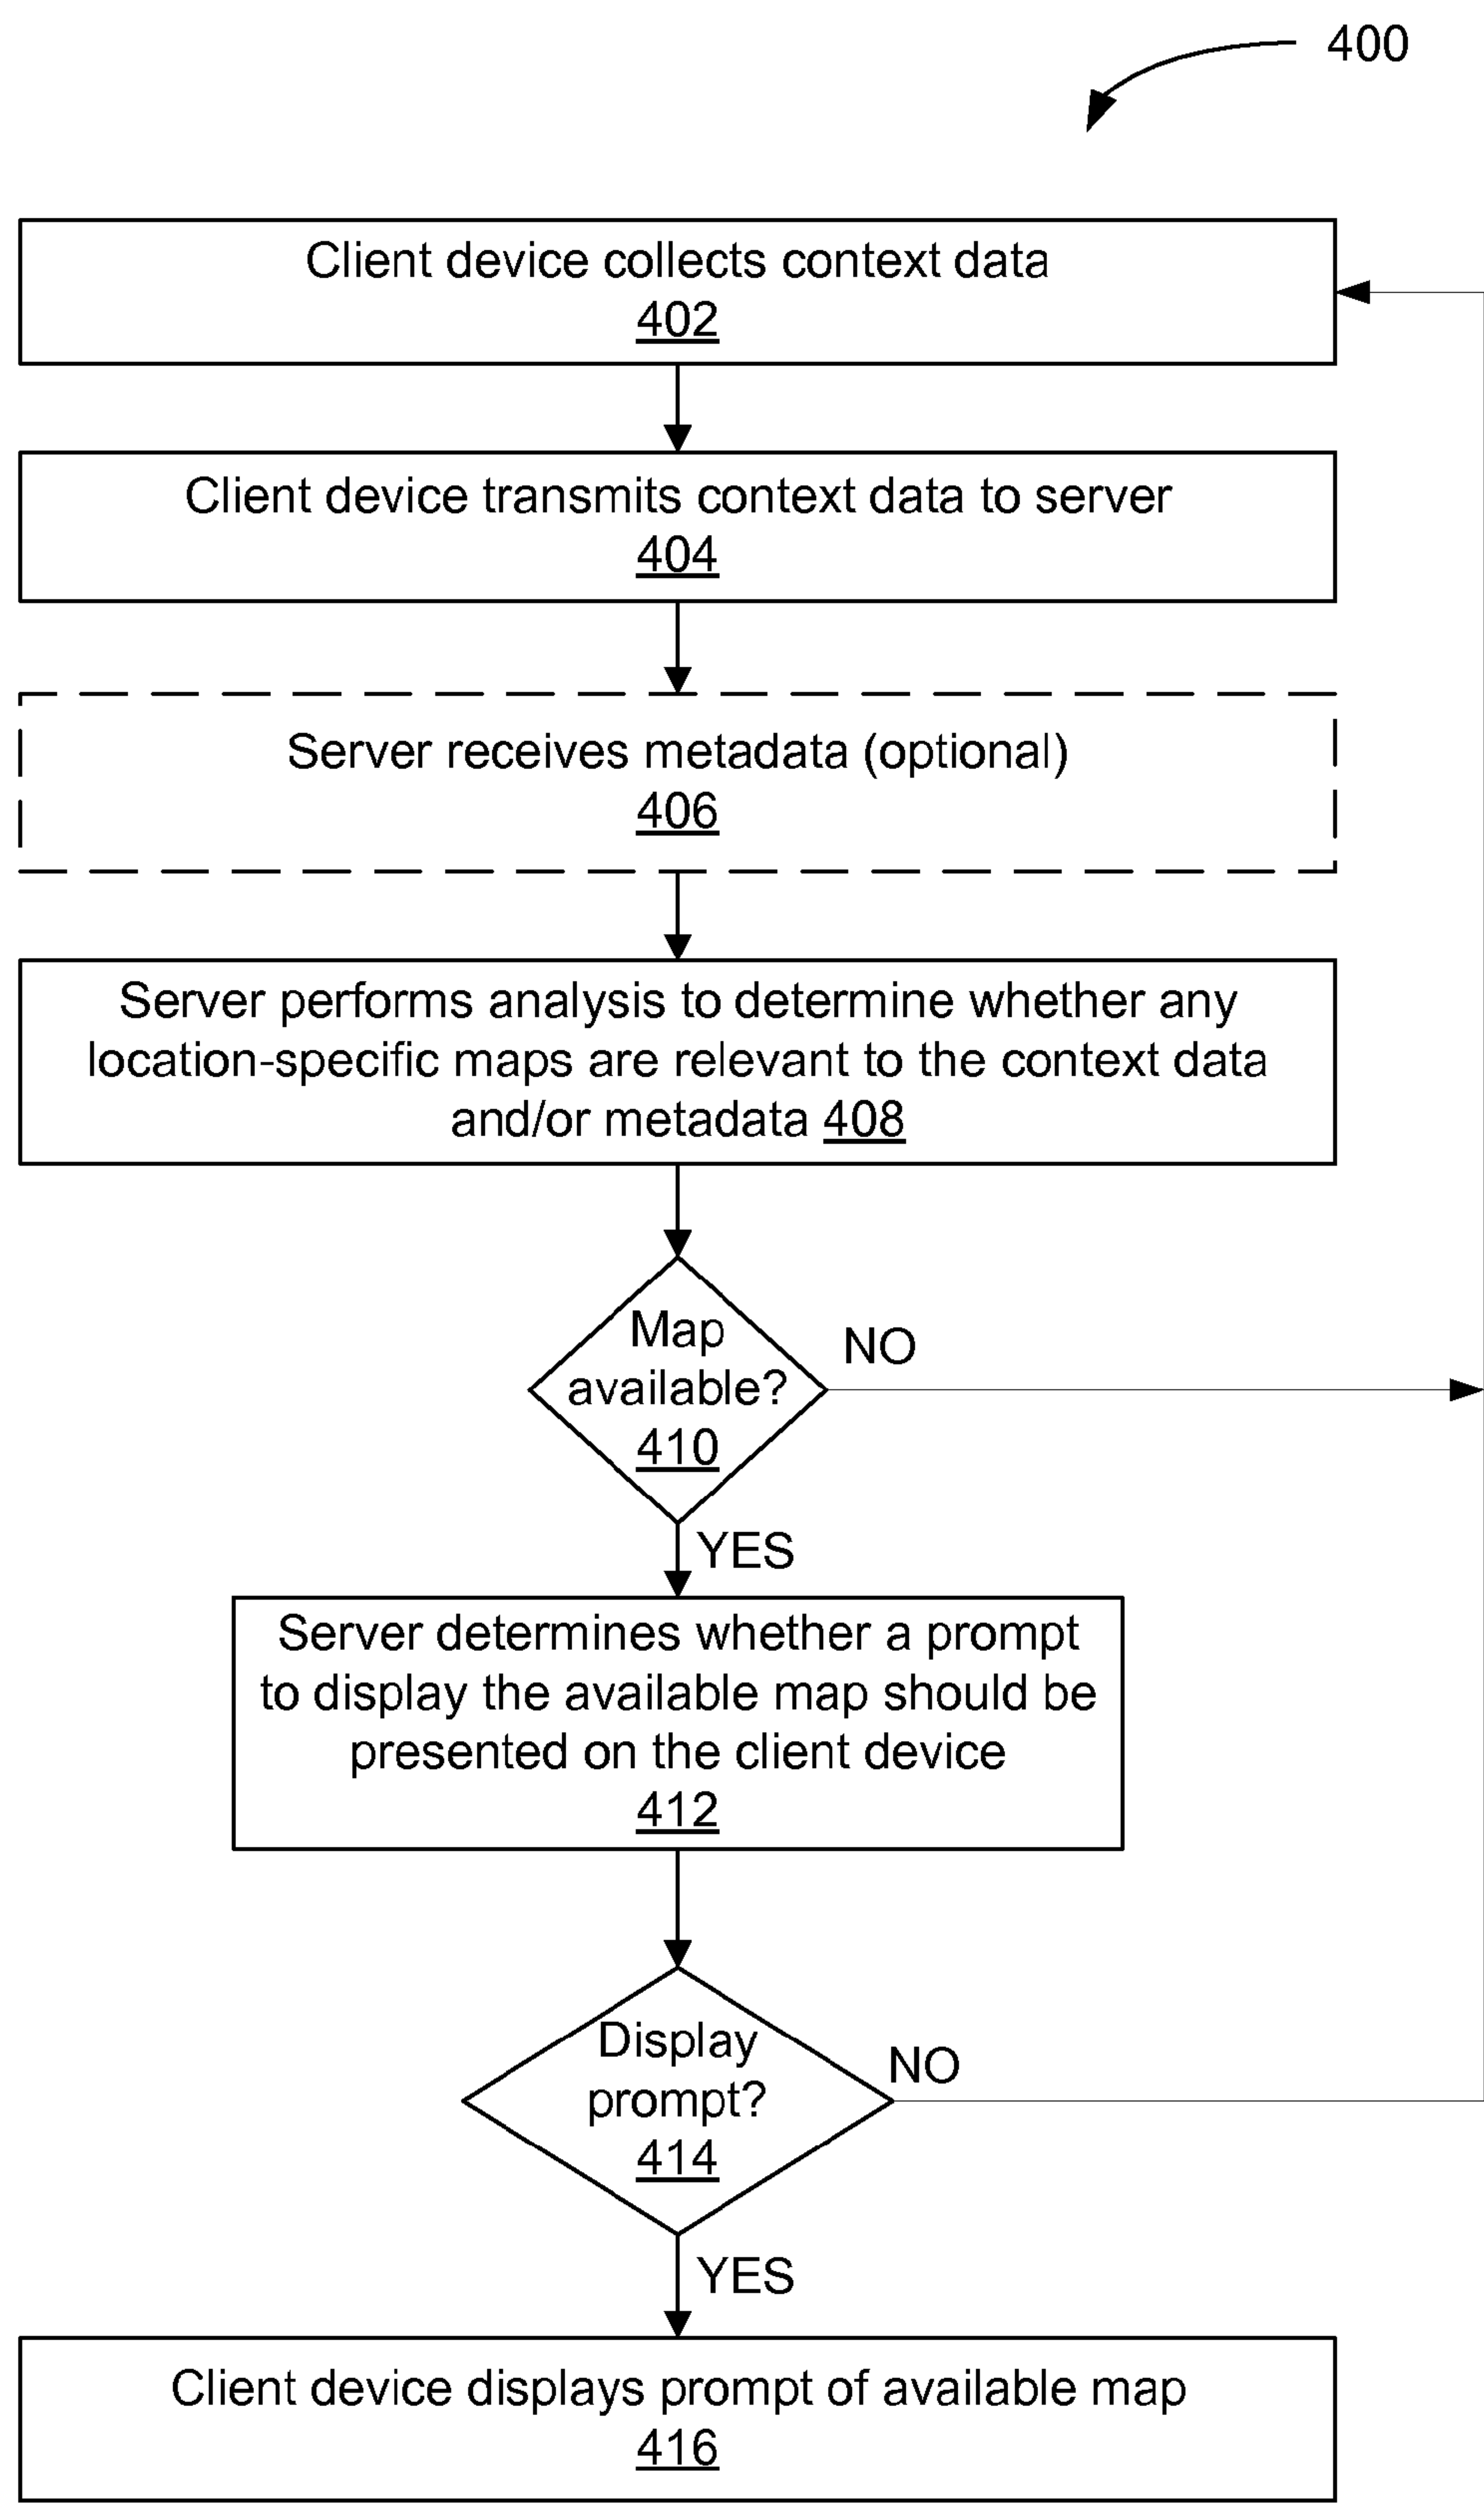 400
Client device collects context data
402
Client device transmits context data to server
404
Server receives metadata (optional)
406
Server performs analysis to determine whether any
location-specific maps are relevant to the context data
and/or metadata 408
Map
available?
410
NO
YES
Server determines whether a prompt
to display the available map should be
presented on the client device
412
Display
prompt?
414
NO
YES
Client device displays prompt of available map
416